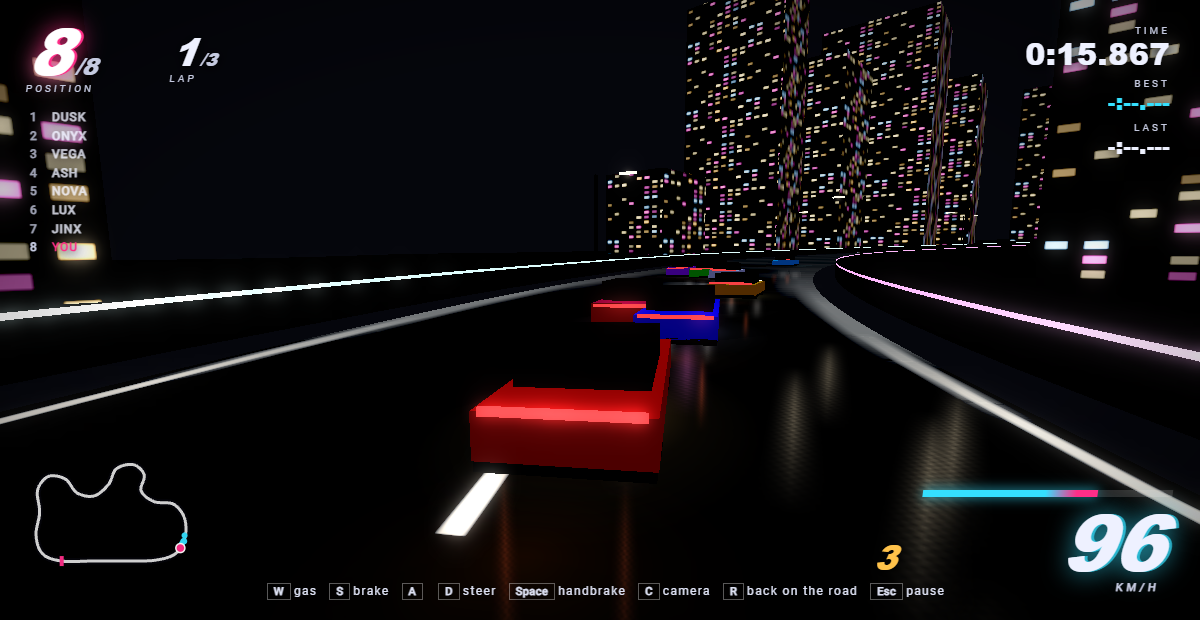 8/8
POSITION
1/3
LAP
TIME
0:15.867
BEST
-:--.---
LAST
-:--.---
1 DUSK
2 ONYX
3 VEGA
4 ASH
5 NOVA
6 LUX
7 JINX
8 YOU
3
96
KM/H
W gas S brake A D steer Space handbrake C camera R back on the road Esc pause